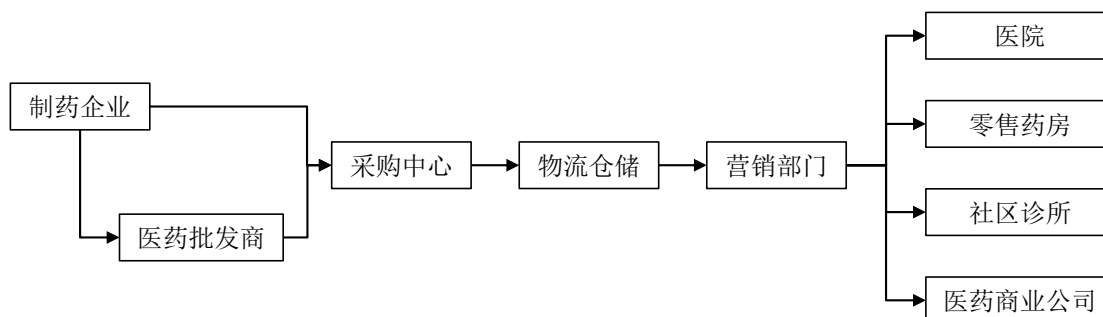 制药企业
医药批发商
采购中心
物流仓储
营销部门
医院
零售药房
社区诊所
医药商业公司